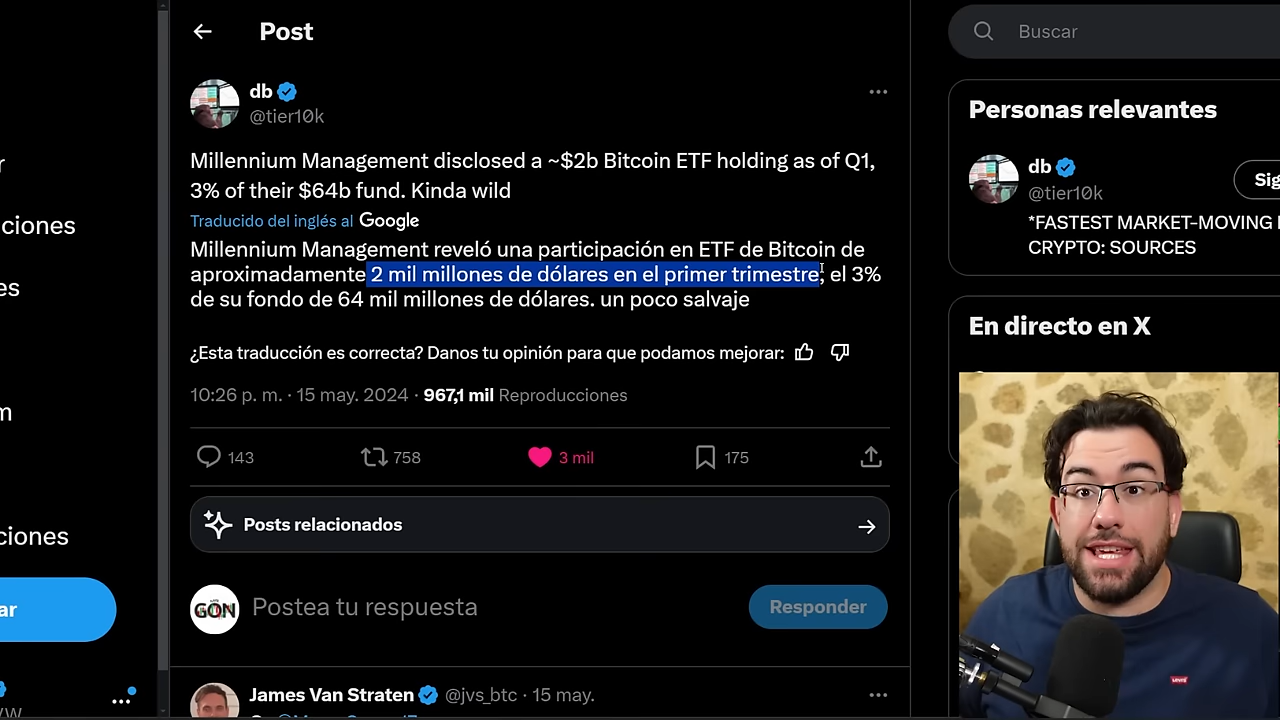 Post
Buscar
db
@tier10k
Millennium Management disclosed a ~$2b Bitcoin ETF holding as of Q1,
3% of their $64b fund. Kinda wild
Traducido del inglés al Google
Millennium Management reveló una participación en ETF de Bitcoin de
aproximadamente 2 mil millones de dólares en el primer trimestre, el 3%
de su fondo de 64 mil millones de dólares. un poco salvaje
¿Esta traducción es correcta? Danos tu opinión para que podamos mejorar:
10:26 p. m. · 15 may. 2024 · 967,1 mil Reproducciones
143
758
3 mil
175
Posts relacionados
GON
Postea tu respuesta
Responder
James Van Straten @jvs_btc · 15 may.
Personas relevantes
db
@tier10k
Sig
*FASTEST MARKET-MOVING
CRYPTO: SOURCES
En directo en X
r
ciones
es
m
ciones
ar
Levi's